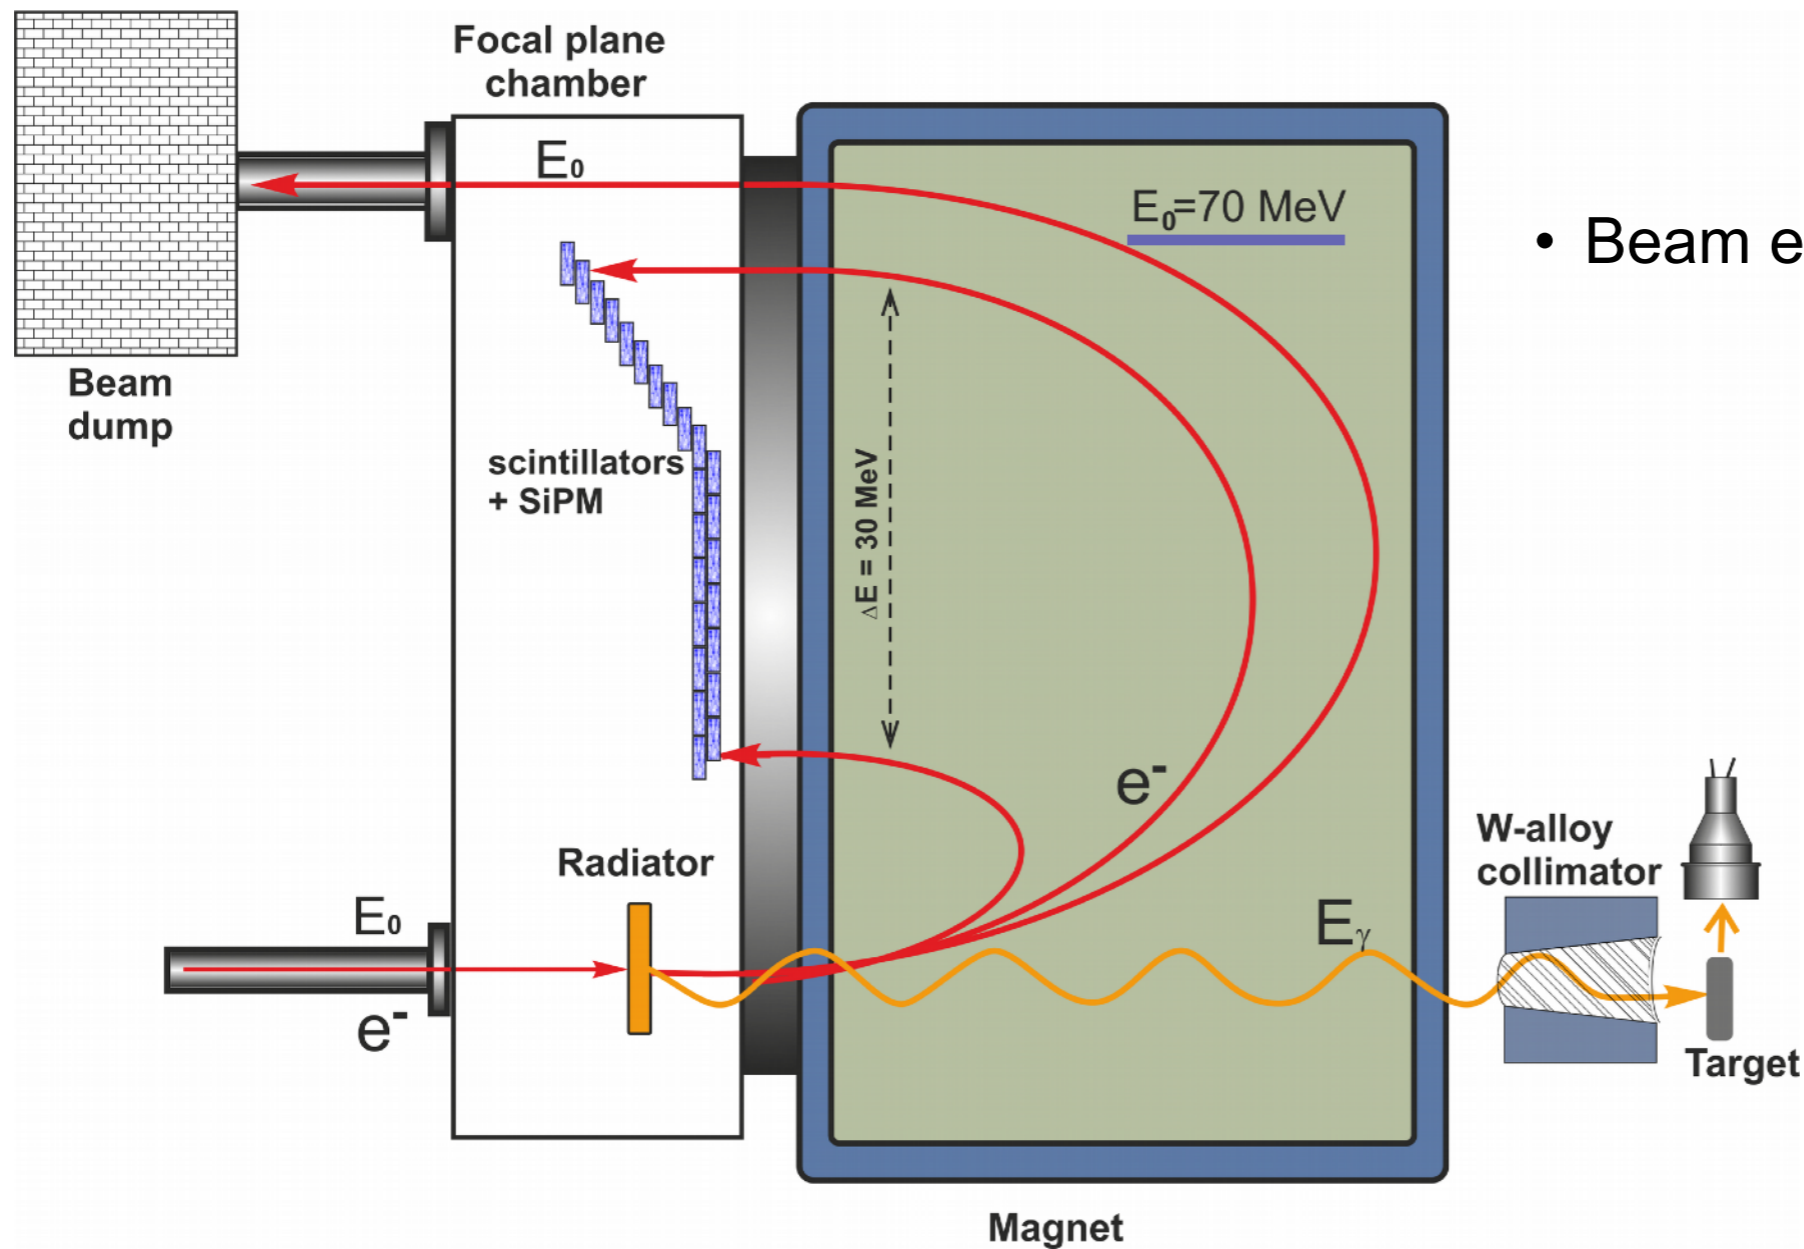 Focal plane
chamber
E₀
E₀=70 MeV
• Beam e
Beam
dump
scintillators
+ SiPM
ΔE = 30 MeV
e⁻
Radiator
W-alloy
collimator
E₀
Eγ
e⁻
Target
Magnet